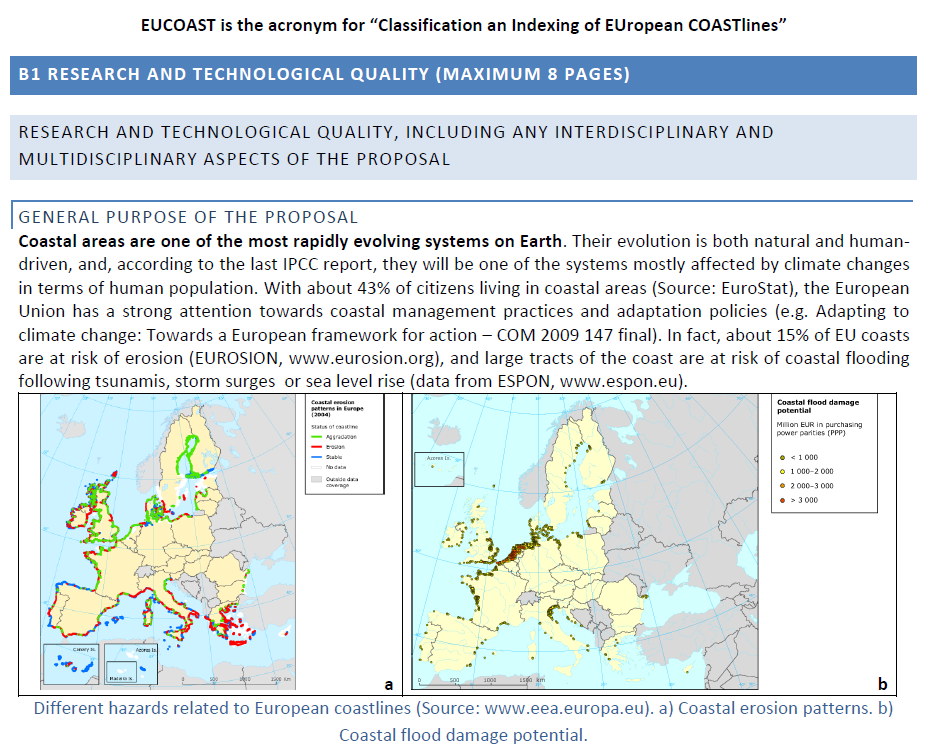 EUCOAST is the acronym for “Classification an Indexing of EUropean COASTlines”
B1 RESEARCH AND TECHNOLOGICAL QUALITY (MAXIMUM 8 PAGES)
RESEARCH AND TECHNOLOGICAL QUALITY, INCLUDING ANY INTERDISCIPLINARY AND
MULTIDISCIPLINARY ASPECTS OF THE PROPOSAL
GENERAL PURPOSE OF THE PROPOSAL
Coastal areas are one of the most rapidly evolving systems on Earth. Their evolution is both natural and human-
driven, and, according to the last IPCC report, they will be one of the systems mostly affected by climate changes
in terms of human population. With about 43% of citizens living in coastal areas (Source: EuroStat), the European
Union has a strong attention towards coastal management practices and adaptation policies (e.g. Adapting to
climate change: Towards a European framework for action – COM 2009 147 final). In fact, about 15% of EU coasts
are at risk of erosion (EUROSION, www.eurosion.org), and large tracts of the coast are at risk of coastal flooding
following tsunamis, storm surges or sea level rise (data from ESPON, www.espon.eu).
Coastal erosion
patterns in Europe
(2004)
Status of coastline
Aggradation
Erosion
Stable
No data
Outside data
coverage
Canary Is.
Azores Is.
Madeira Is.
0 500 1000 1500 km
a
Coastal flood damage
potential
Million EUR in purchasing
power parities (PPP)
< 1 000
1 000–2 000
2 000–3 000
> 3 000
Azores Is.
0 500 1000 1500 km
b
Different hazards related to European coastlines (Source: www.eea.europa.eu). a) Coastal erosion patterns. b)
Coastal flood damage potential.